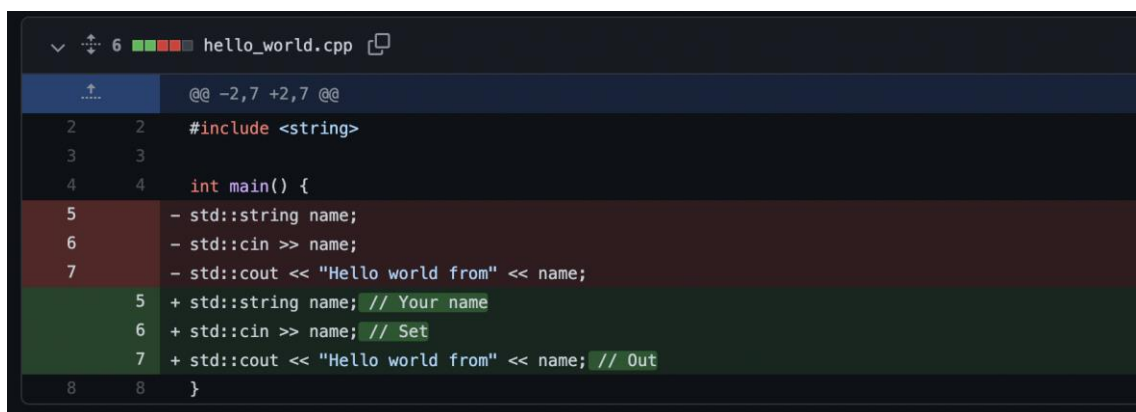 6 hello_world.cpp
@@ -2,7 +2,7 @@
2 2 #include <string>
3 3
4 4 int main() {
5 - std::string name;
6 - std::cin >> name;
7 - std::cout << "Hello world from" << name;
5 + std::string name; // Your name
6 + std::cin >> name; // Set
7 + std::cout << "Hello world from" << name; // Out
8 8 }